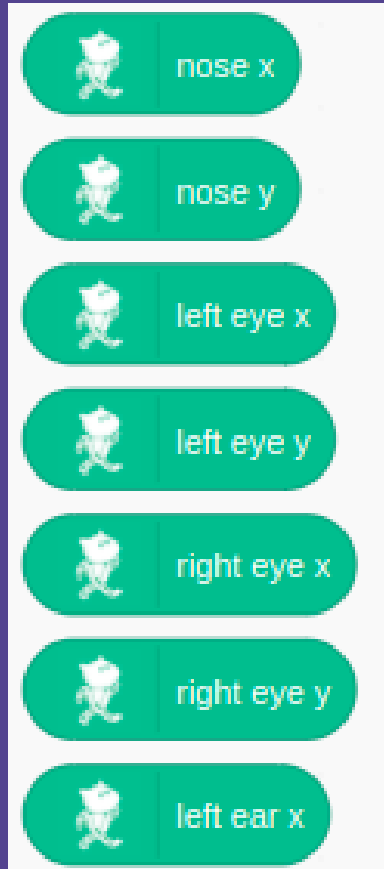 nose x
nose y
left eye x
left eye y
right eye x
right eye y
left ear x